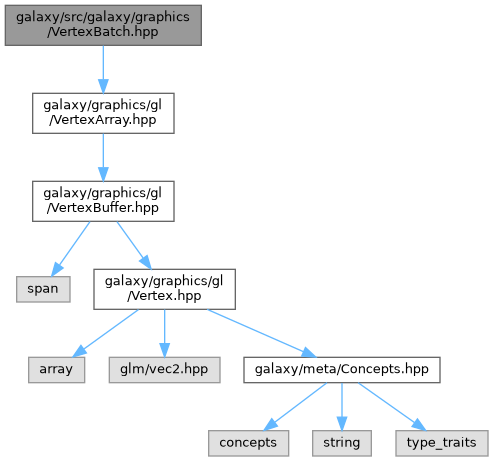 galaxy/src/galaxy/graphics
/VertexBatch.hpp
galaxy/graphics/gl
/VertexArray.hpp
galaxy/graphics/gl
/VertexBuffer.hpp
span
galaxy/graphics/gl
/Vertex.hpp
array
glm/vec2.hpp
galaxy/meta/Concepts.hpp
concepts
string
type_traits